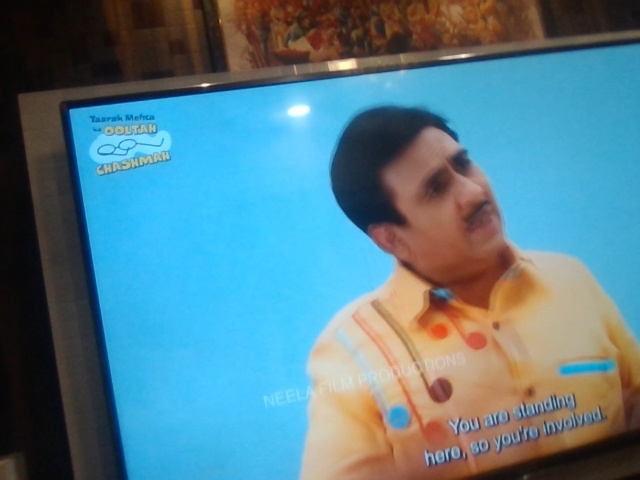 Taarak Mehta
ka OOLTAH
CHASHMAH
NEELA FILM PRODUCTIONS
You are standing
here, so you're involved.